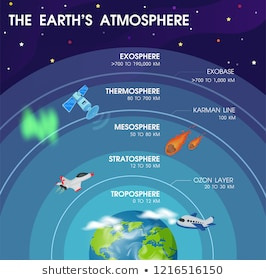 THE EARTH'S ATMOSPHERE
EXOSPHERE
>700 TO 190,000 KM
EXOBASE
>700 TO 1,000 KM
THERMOSPHERE
80 TO 700 KM
KARMAN LINE
100 KM
MESOSPHERE
50 TO 80 KM
STRATOSPHERE
12 TO 50 KM
OZON LAYER
20 TO 30 KM
TROPOSPHERE
0 TO 12 KM
shutterstock.com · 1216516150